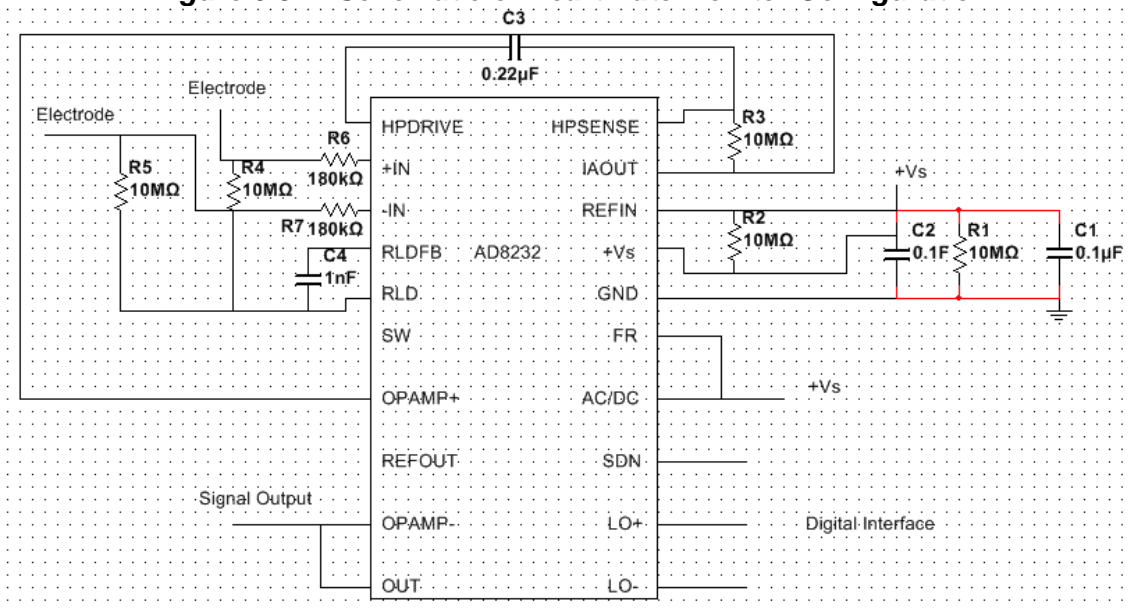 C3
0.22µF
Electrode
Electrode
HPDRIVE
HPSENSE
R3
10MΩ
R6
180kΩ
+IN
IAOUT
R5
10MΩ
R4
10MΩ
+Vs
-IN
REFIN
R7 180kΩ
R2
10MΩ
C2
0.1F
R1
10MΩ
C1
0.1µF
C4
1nF
RLDFB
AD8232
+Vs
RLD
GND
SW
FR
+Vs
OPAMP+
AC/DC
REFOUT
SDN
Signal Output
OPAMP-
LO+
Digital Interface
OUT
LO-